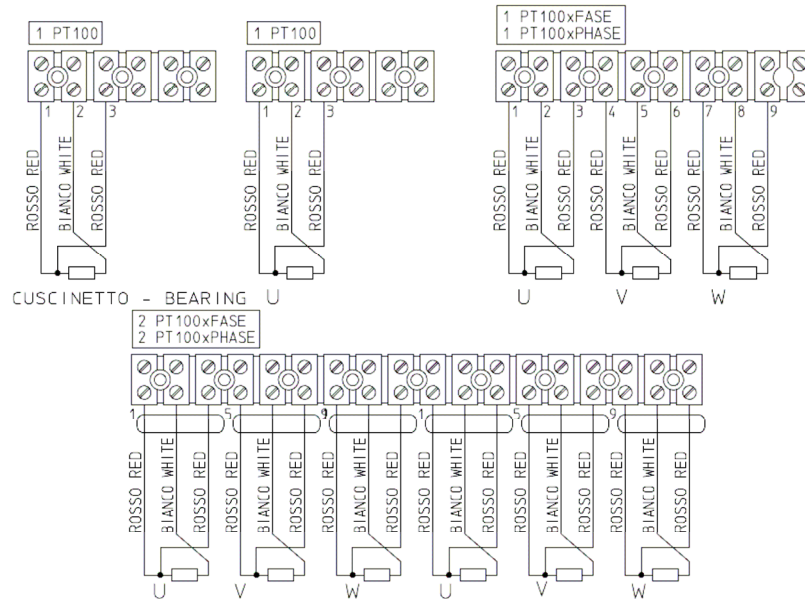 1 PT100
1 PT100
1 PT100xFASE
1 PT100xPHASE
1 2 3
1 2 3
1 2 3 4 5 6 7 8 9
ROSSO RED
BIANCO WHITE
ROSSO RED
ROSSO RED
BIANCO WHITE
ROSSO RED
ROSSO RED
BIANCO WHITE
ROSSO RED
ROSSO RED
BIANCO WHITE
ROSSO RED
ROSSO RED
BIANCO WHITE
ROSSO RED
CUSCINETTO - BEARING
U
U
V
W
2 PT100xFASE
2 PT100xPHASE
1 5 9 1 5 9
ROSSO RED
BIANCO WHITE
ROSSO RED
ROSSO RED
BIANCO WHITE
ROSSO RED
ROSSO RED
BIANCO WHITE
ROSSO RED
ROSSO RED
BIANCO WHITE
ROSSO RED
ROSSO RED
BIANCO WHITE
ROSSO RED
ROSSO RED
BIANCO WHITE
ROSSO RED
U
V
W
U
V
W